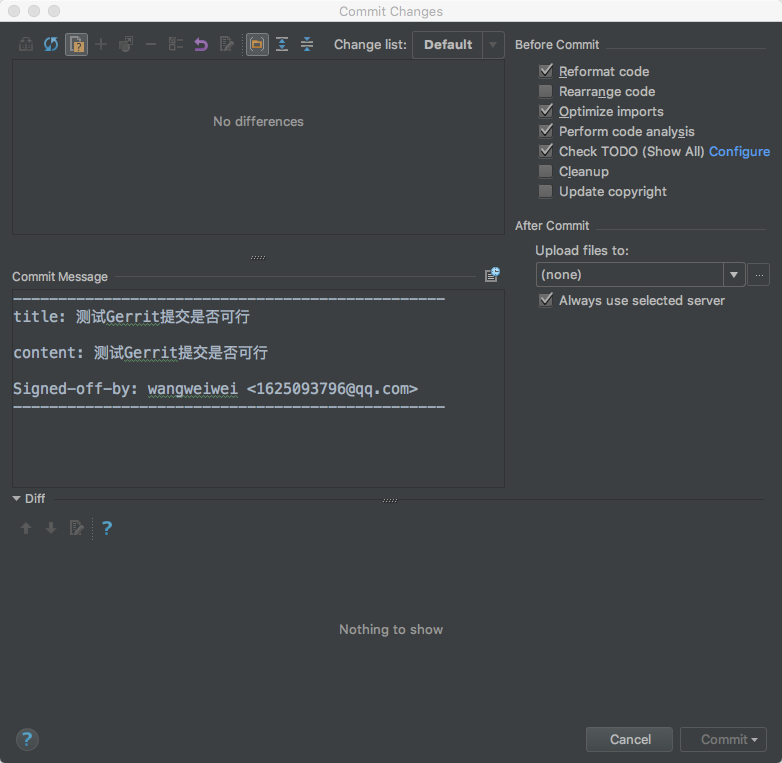 Commit Changes
Change list: Default
Before Commit
No differences
Reformat code
Rearrange code
Optimize imports
Perform code analysis
Check TODO (Show All) Configure
Cleanup
Update copyright
After Commit
Upload files to:
(none)
...
Always use selected server
Commit Message
------------------------------------------------
title: 测试Gerrit提交是否可行
content: 测试Gerrit提交是否可行
Signed-off-by: wangweiwei <1625093796@qq.com>
------------------------------------------------
Diff
?
Nothing to show
?
Cancel
Commit